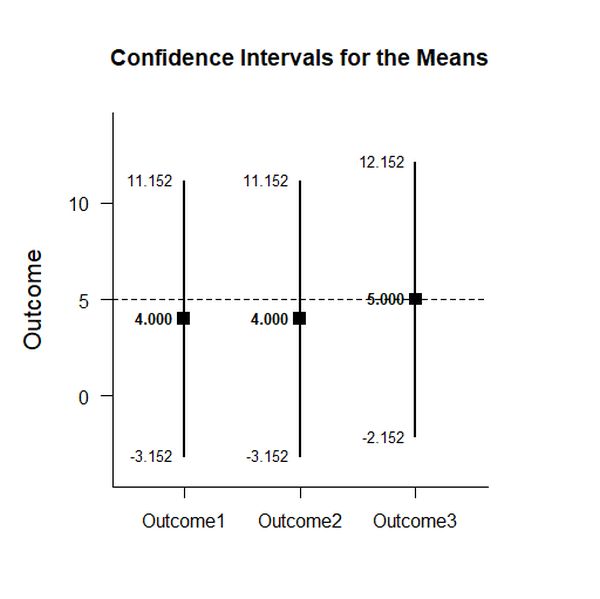 Confidence Intervals for the Means
12.152
11.152
11.152
10
5
5.000
4.000
4.000
0
-2.152
-3.152
-3.152
Outcome
Outcome1
Outcome2
Outcome3